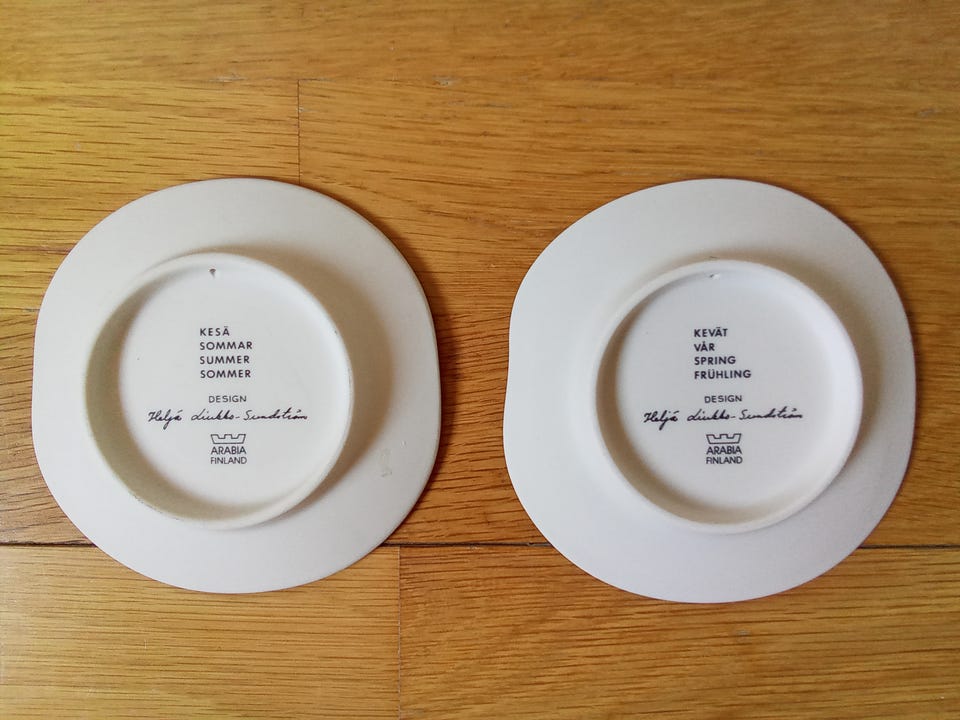 KESÄ
SOMMAR
SUMMER
SOMMER
DESIGN
Heljä Liukko-Sundström
ARABIA
FINLAND
KEVÄT
VÅR
SPRING
FRÜHLING
DESIGN
Heljä Liukko-Sundström
ARABIA
FINLAND